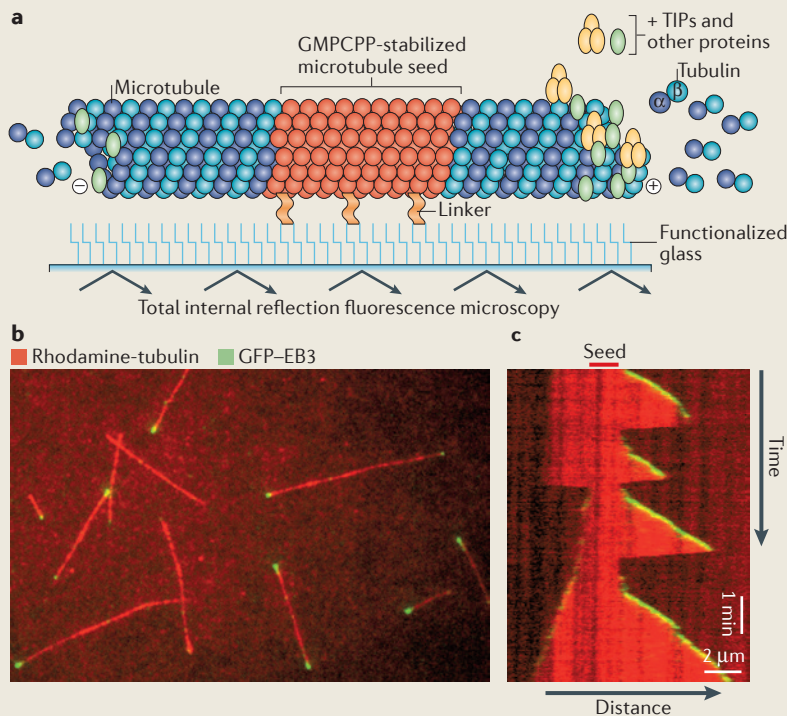 a
GMPCPP-stabilized
microtubule seed
+ TIPs and
other proteins
Microtubule
Tubulin
α
β
−
+
Linker
Functionalized
glass
Total internal reflection fluorescence microscopy
b
Rhodamine-tubulin
GFP–EB3
c
Seed
Time
1 min
2 μm
Distance